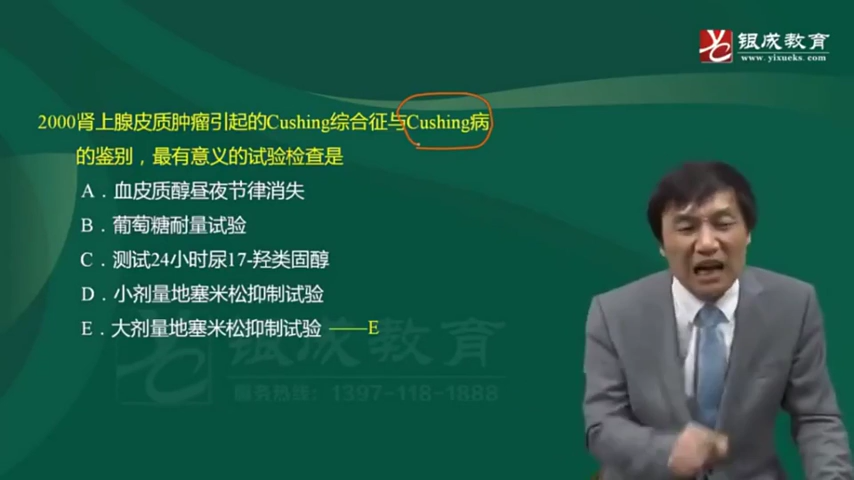 银成教育
www.yixueks.com
2000肾上腺皮质肿瘤引起的Cushing综合征与Cushing病
的鉴别，最有意义的试验检查是
A．血皮质醇昼夜节律消失
B．葡萄糖耐量试验
C．测试24小时尿17-羟类固醇
D．小剂量地塞米松抑制试验
E．大剂量地塞米松抑制试验 ——E
银成教育
服务热线：1397-118-1888